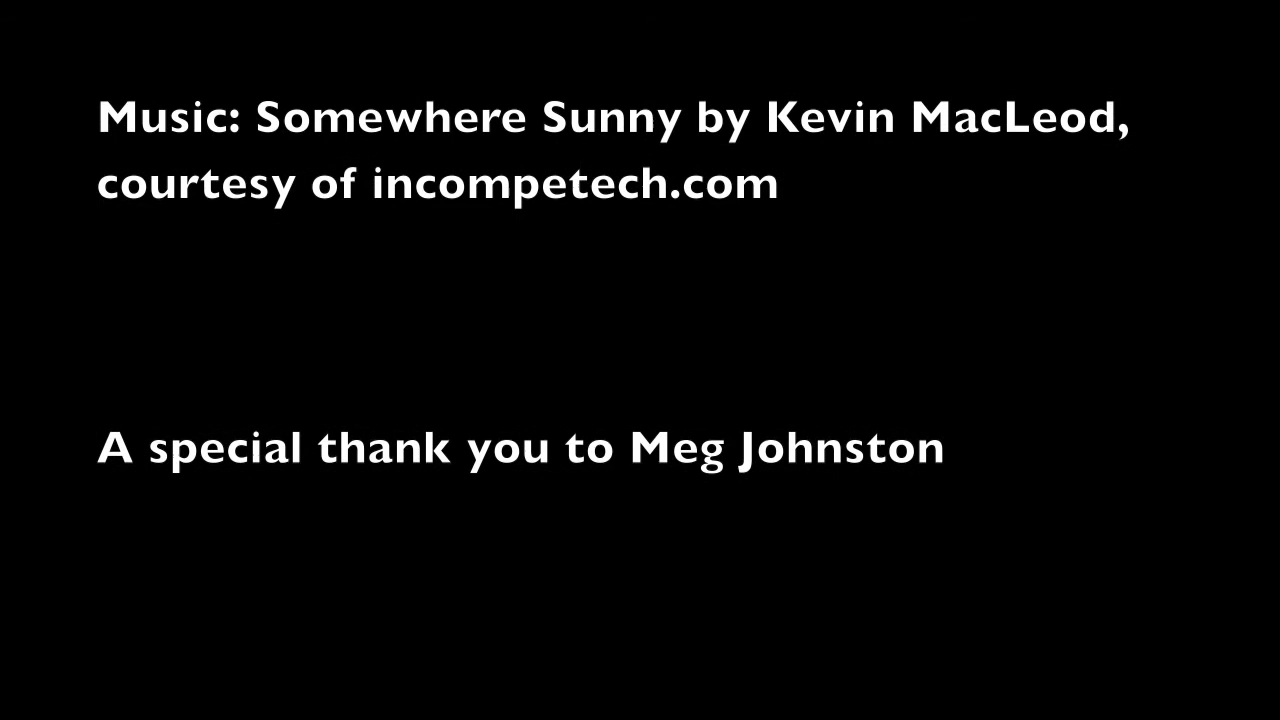 Music: Somewhere Sunny by Kevin MacLeod,
courtesy of incompetech.com
A special thank you to Meg Johnston